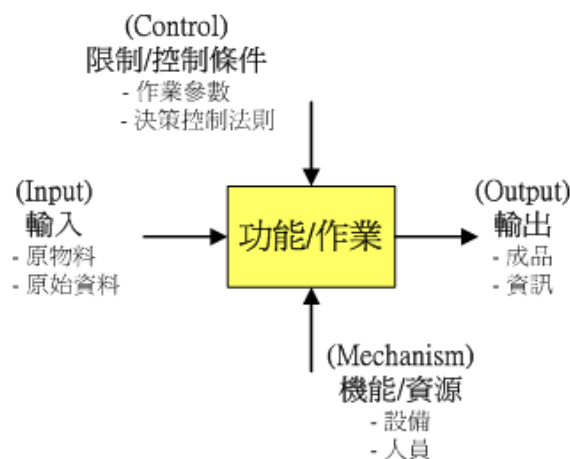 (Control)
限制/控制條件
- 作業參數
- 決策控制法則
(Input)
輸入
- 原物料
- 原始資料
功能/作業
(Output)
輸出
- 成品
- 資訊
(Mechanism)
機能/資源
- 設備
- 人員